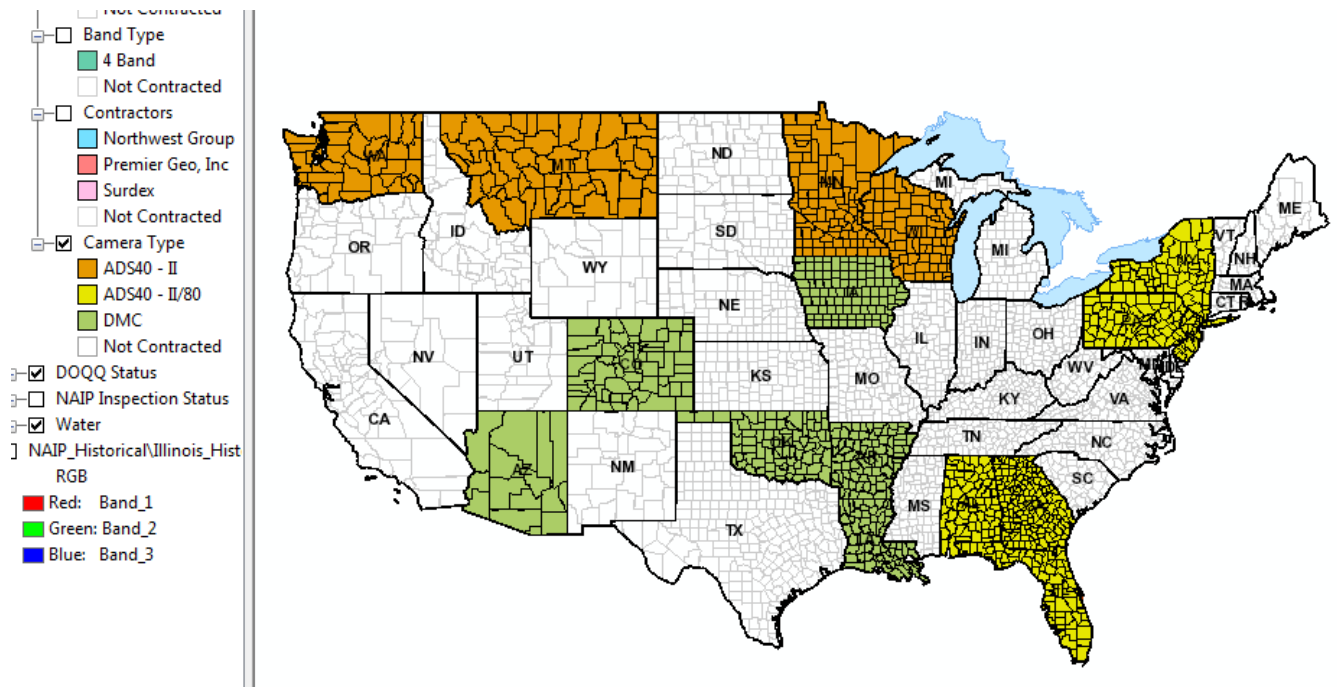 Not Contracted
Band Type
4 Band
Not Contracted
Contractors
Northwest Group
Premier Geo, Inc
Surdex
Not Contracted
Camera Type
ADS40 - II
ADS40 - II/80
DMC
Not Contracted
DOQQ Status
NAIP Inspection Status
Water
NAIP_Historical\Illinois_Hist
RGB
Red: Band_1
Green: Band_2
Blue: Band_3
WA
MT
ND
MN
MI
ME
OR
ID
SD
WI
MI
NY
VT
NH
WY
MA
CT
NE
IA
PA
NV
UT
CO
IL
IN
OH
WV
KS
MO
KY
VA
CA
AZ
NM
OK
AR
TN
NC
SC
TX
MS
AL